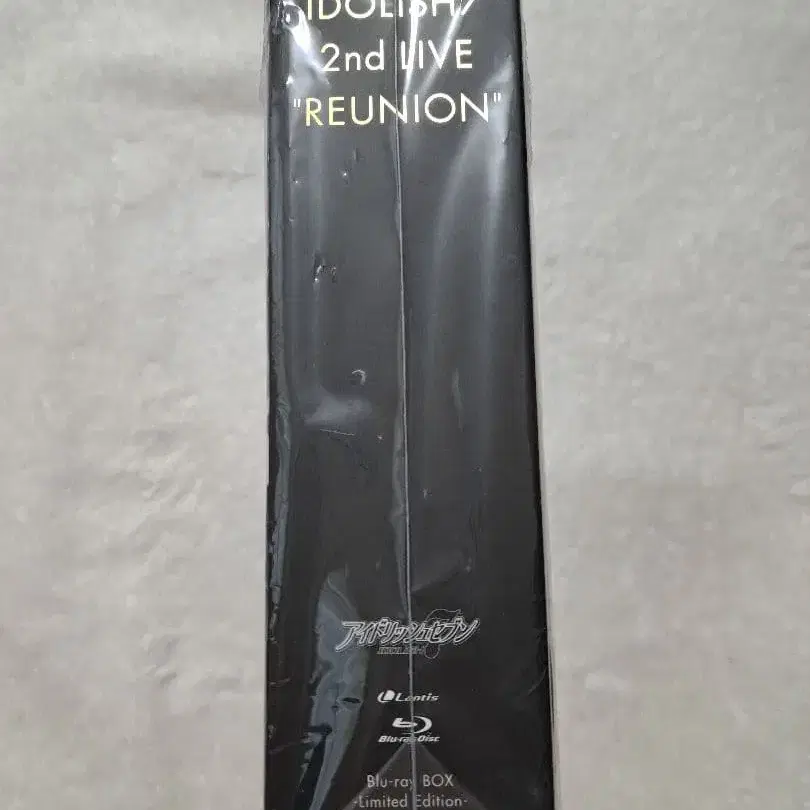 IDOLiSH7
2nd LIVE
"REUNION"
アイドリッシュセブン
Lantis
Blu-ray Disc
Blu-ray BOX
-Limited Edition-